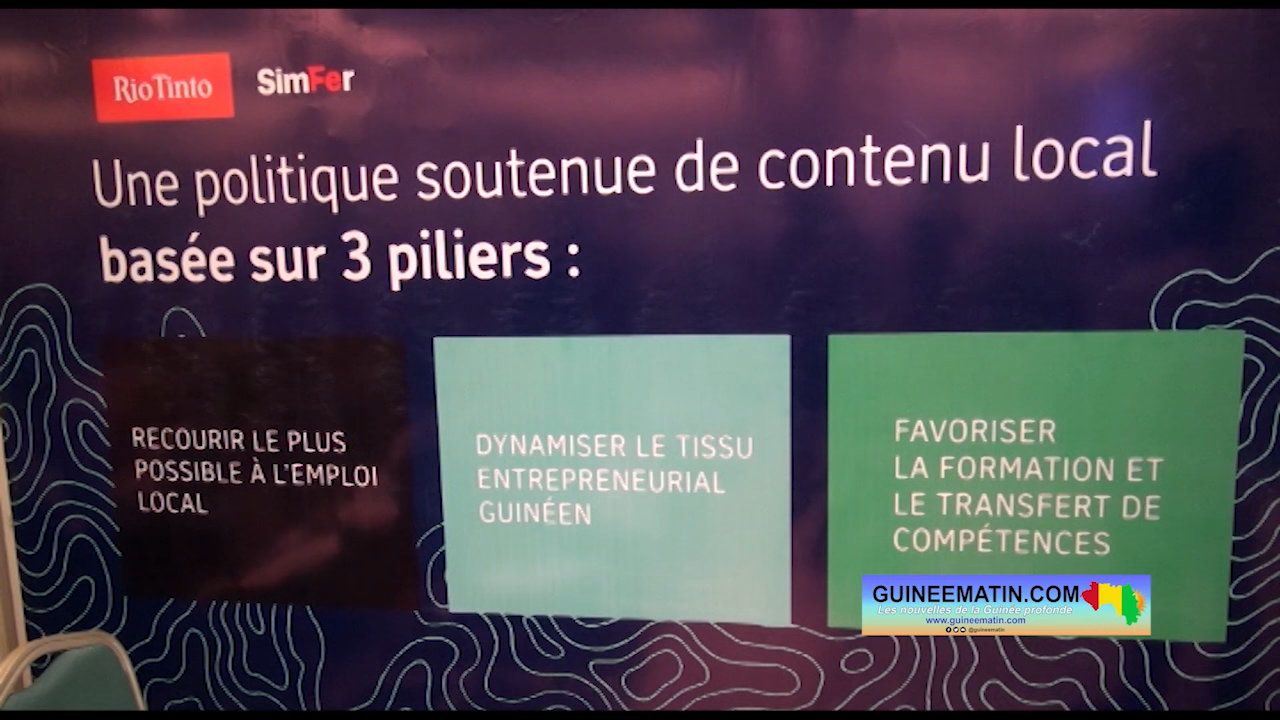 RioTinto
SimFer
Une politique soutenue de contenu local
basée sur 3 piliers :
RECOURIR LE PLUS
POSSIBLE À L'EMPLOI
LOCAL
DYNAMISER LE TISSU
ENTREPRENEURIAL
GUINÉEN
FAVORISER
LA FORMATION ET
LE TRANSFERT DE
COMPÉTENCES
GUINEEMATIN.COM
Les nouvelles de la Guinée profonde
www.guineematin.com
@guineematin